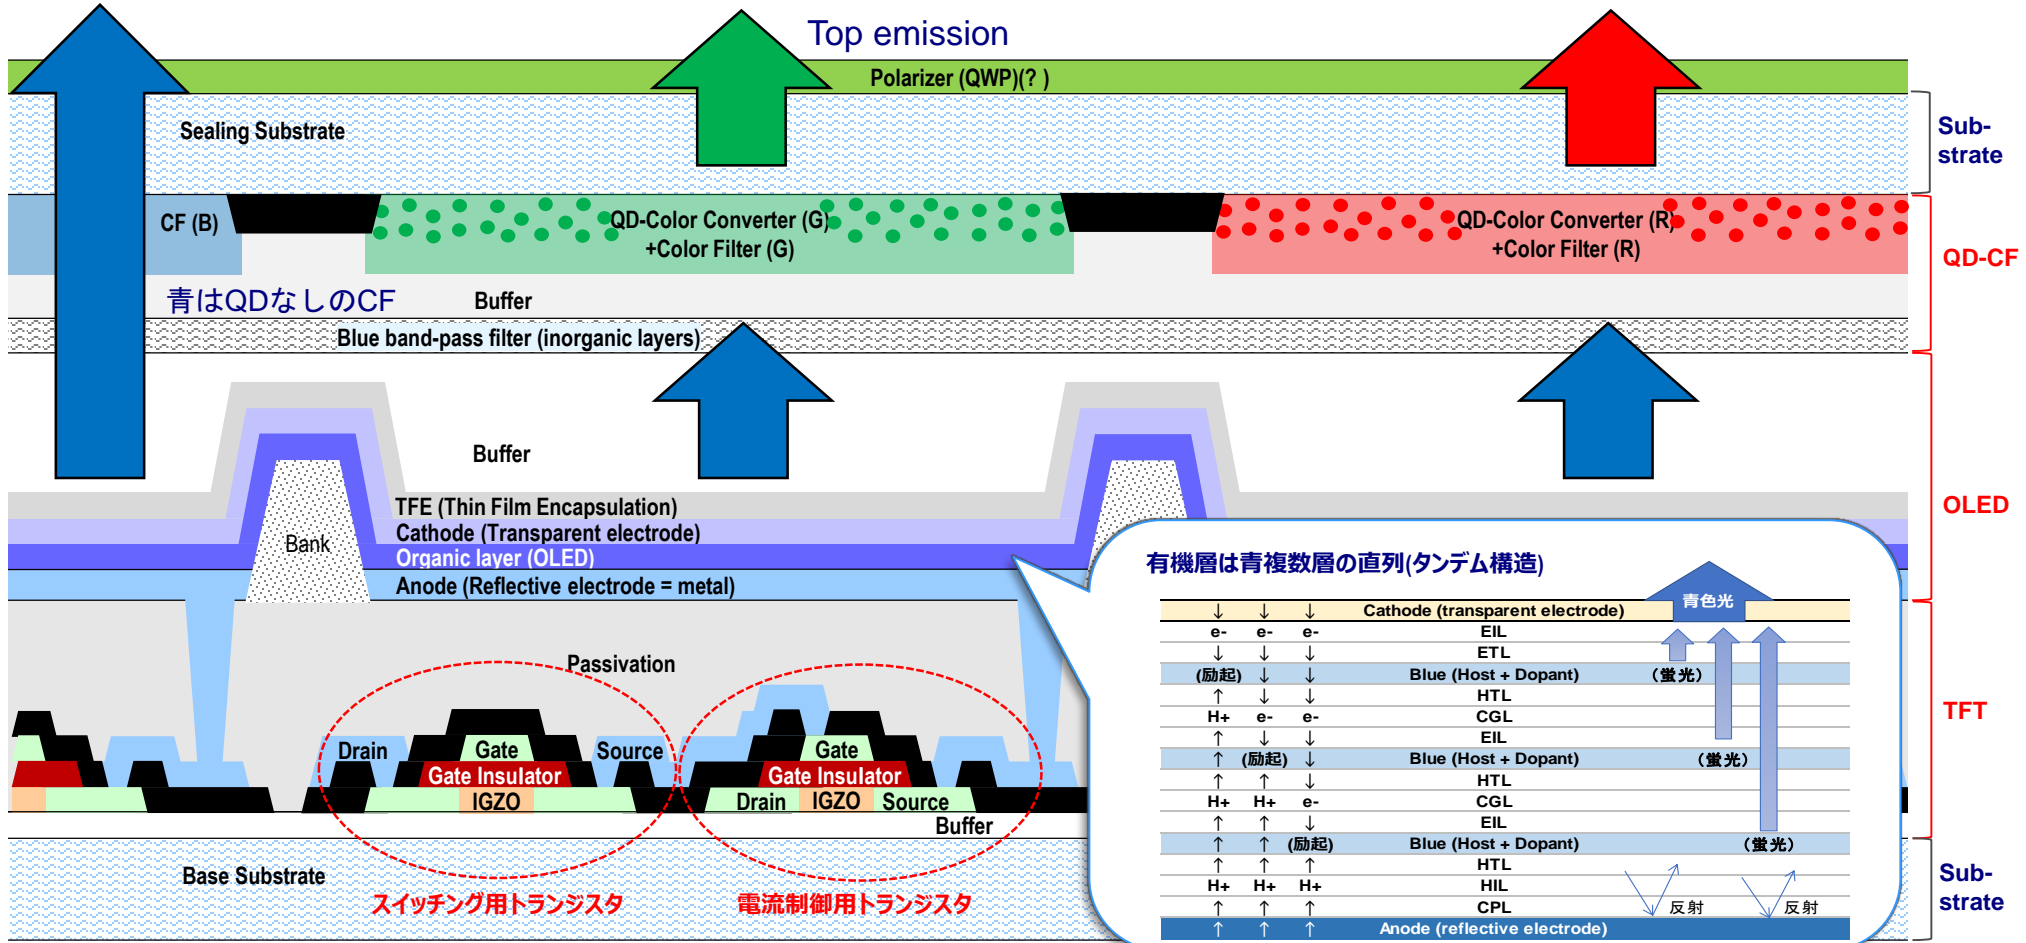 Top emission
Polarizer (QWP)(? )
Sealing Substrate
Sub-
strate
CF (B)
QD-Color Converter (G)
+Color Filter (G)
QD-Color Converter (R)
+Color Filter (R)
QD-CF
青はQDなしのCF
Buffer
Blue band-pass filter (inorganic layers)
Buffer
TFE (Thin Film Encapsulation)
Cathode (Transparent electrode)
Organic layer (OLED)
Anode (Reflective electrode = metal)
Bank
OLED
Passivation
TFT
Drain
Gate
Source
Gate Insulator
IGZO
Gate
Gate Insulator
Drain
IGZO
Source
Buffer
Base Substrate
スイッチング用トランジスタ
電流制御用トランジスタ
Sub-
strate
有機層は青複数層の直列(タンデム構造)
青色光
↓ ↓ ↓ Cathode (transparent electrode)
e- e- e- EIL
↓ ↓ ↓ ETL
(励起) ↓ ↓ Blue (Host + Dopant) (蛍光)
↑ ↓ ↓ HTL
H+ e- e- CGL
↑ ↓ ↓ EIL
↑ (励起) ↓ Blue (Host + Dopant) (蛍光)
↑ ↑ ↓ HTL
H+ H+ e- CGL
↑ ↑ ↓ EIL
↑ ↑ (励起) Blue (Host + Dopant) (蛍光)
↑ ↑ ↑ HTL
H+ H+ H+ HIL
↑ ↑ ↑ CPL 反射 反射
↑ ↑ ↑ Anode (reflective electrode)